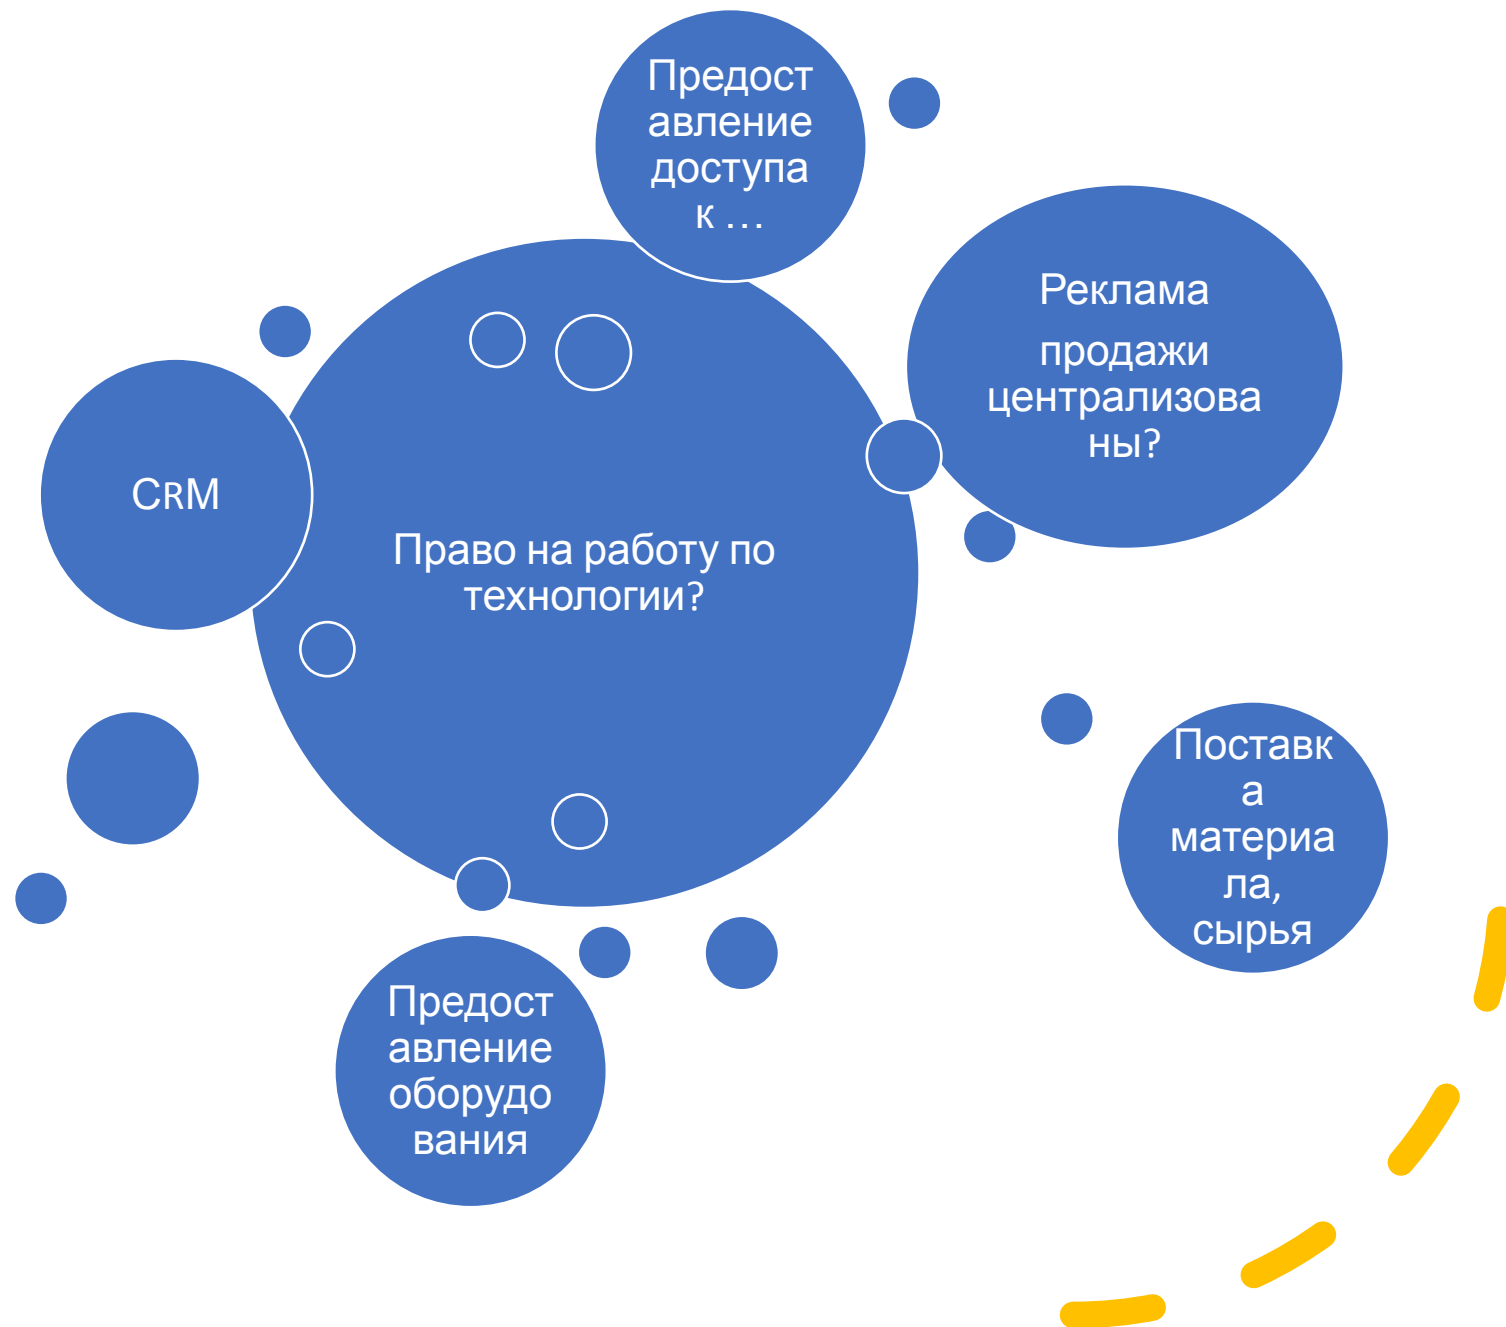 Предост
авление
доступа
к …
Реклама
продажи
централизова
ны?
CRM
Право на работу по
технологии?
Поставк
а
материа
ла,
сырья
Предост
авление
оборудо
вания